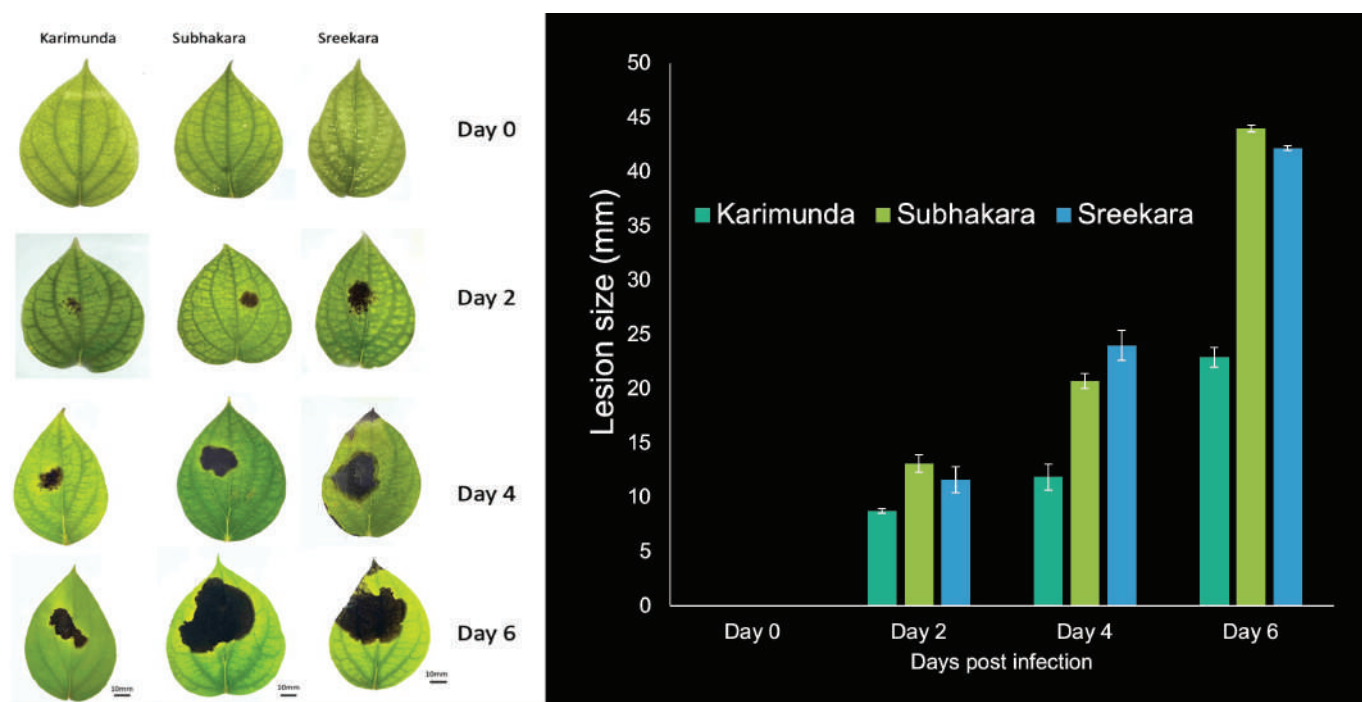 Karimunda Subhakara Sreekara
Day 0
Day 2
Day 4
Day 6
10mm 10mm 10mm
Lesion size (mm)
50
45
40
35
30
25
20
15
10
5
0
Karimunda Subhakara Sreekara
Day 0 Day 2 Day 4 Day 6
Days post infection